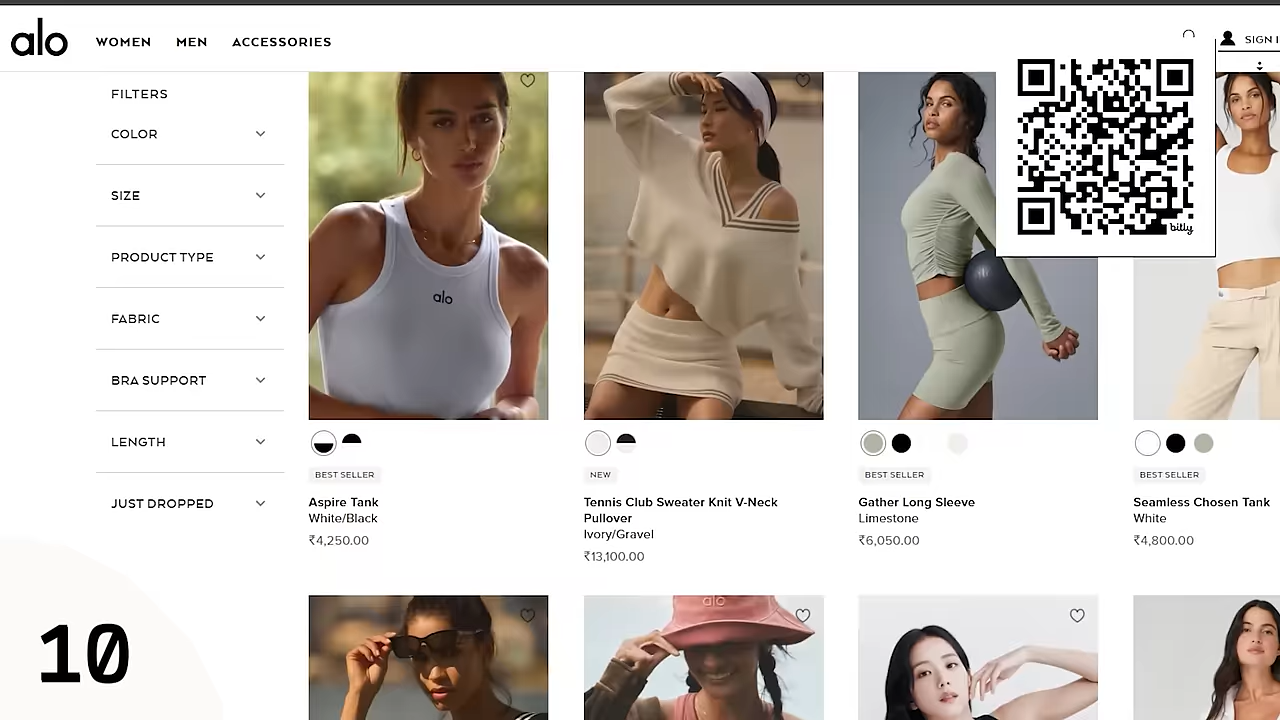 alo
WOMEN
MEN
ACCESSORIES
SIGN I
FILTERS
COLOR
SIZE
PRODUCT TYPE
FABRIC
BRA SUPPORT
LENGTH
JUST DROPPED
alo
bitly
BEST SELLER
Aspire Tank
White/Black
₹4,250.00
NEW
Tennis Club Sweater Knit V-Neck
Pullover
Ivory/Gravel
₹13,100.00
BEST SELLER
Gather Long Sleeve
Limestone
₹6,050.00
BEST SELLER
Seamless Chosen Tank
White
₹4,800.00
alo
10